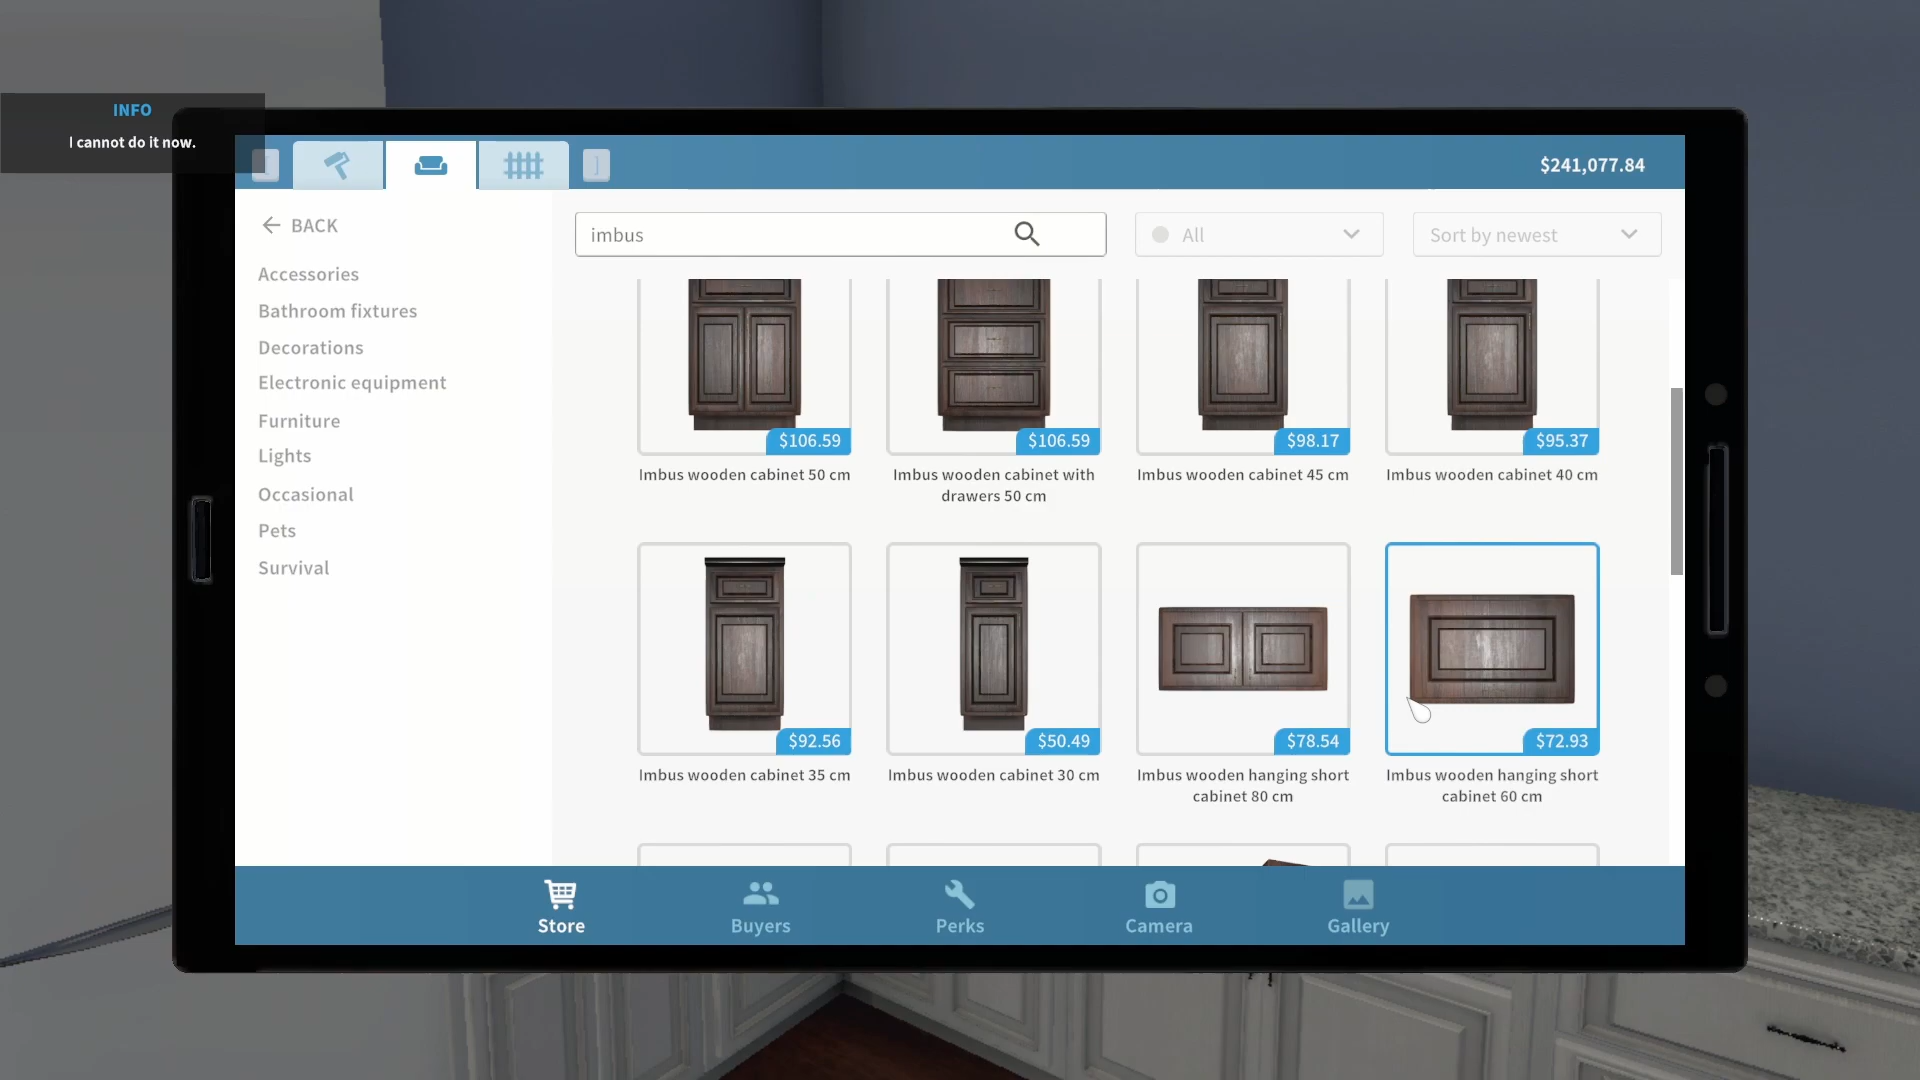 INFO
I cannot do it now.
$241,077.84
BACK
imbus
All
Sort by newest
Accessories
Bathroom fixtures
Decorations
Electronic equipment
Furniture
Lights
Occasional
Pets
Survival
$106.59
$106.59
$98.17
$95.37
Imbus wooden cabinet 50 cm
Imbus wooden cabinet with
drawers 50 cm
Imbus wooden cabinet 45 cm
Imbus wooden cabinet 40 cm
$92.56
$50.49
$78.54
$72.93
Imbus wooden cabinet 35 cm
Imbus wooden cabinet 30 cm
Imbus wooden hanging short
cabinet 80 cm
Imbus wooden hanging short
cabinet 60 cm
Store
Buyers
Perks
Camera
Gallery